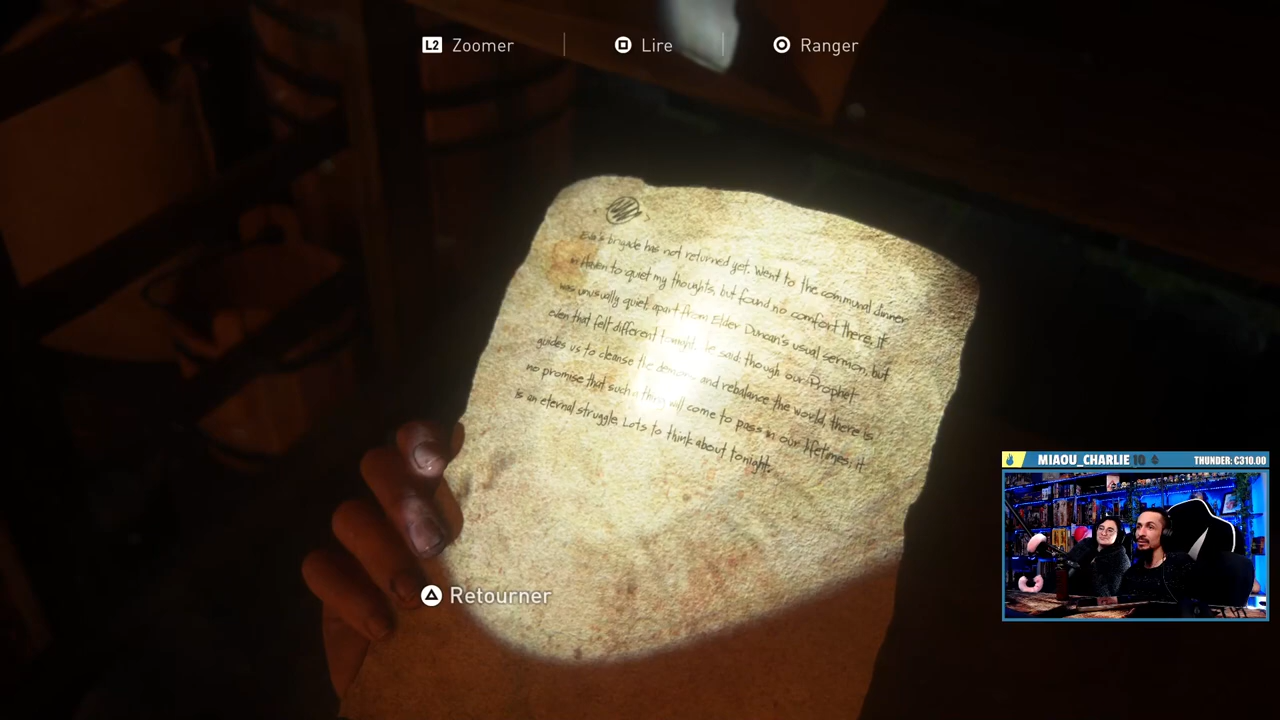 L2 Zoomer
Lire
Ranger
Eda's brigade has not returned yet. Went to the communal dinner
in Haven to quiet my thoughts, but found no comfort there. It
was unusually quiet apart from Elder Duncan's usual sermon, but
even that felt different tonight. He said: though our Prophet
guides us to cleanse the demons and rebalance the world, there is
no promise that such a thing will come to pass in our lifetimes; it
is an eternal struggle. Lots to think about tonight.
Retourner
MIAOU_CHARLIE 10
THUNDER: €310.00